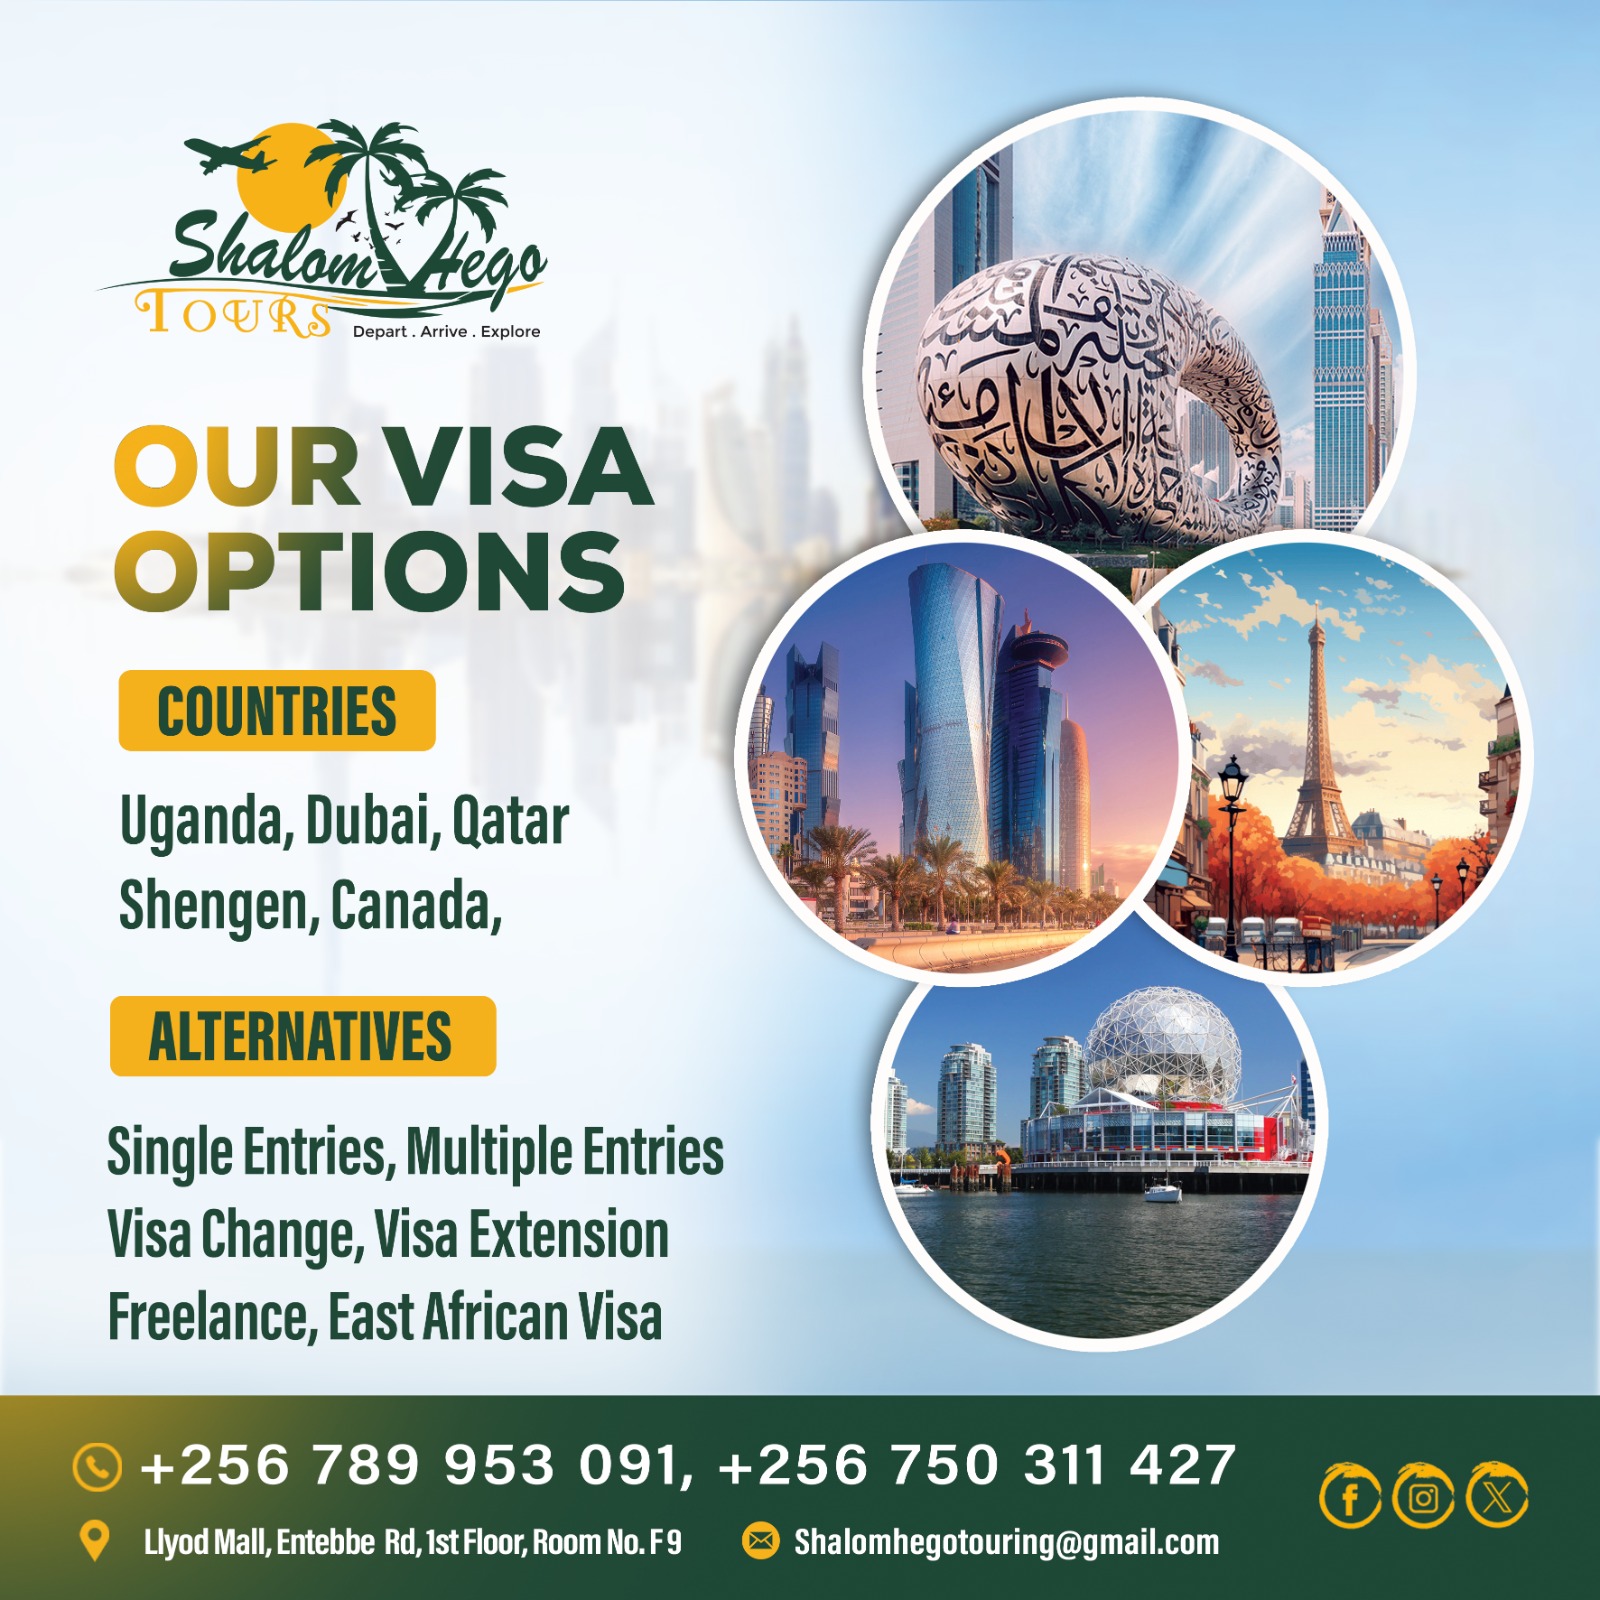 Shalom Hego
TOURS
Depart . Arrive . Explore
OUR VISA
OPTIONS
COUNTRIES
Uganda, Dubai, Qatar
Shengen, Canada,
ALTERNATIVES
Single Entries, Multiple Entries
Visa Change, Visa Extension
Freelance, East African Visa
+256 789 953 091, +256 750 311 427
Llyod Mall, Entebbe Rd, 1st Floor, Room No. F 9
Shalomhegotouring@gmail.com